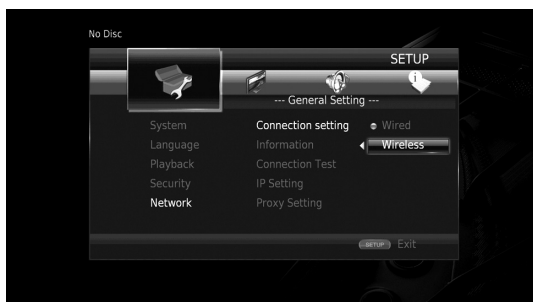 No Disc
SETUP
--- General Setting ---
System Connection setting Wired
Language Information Wireless
Playback Connection Test
Security IP Setting
Network Proxy Setting
SETUP Exit